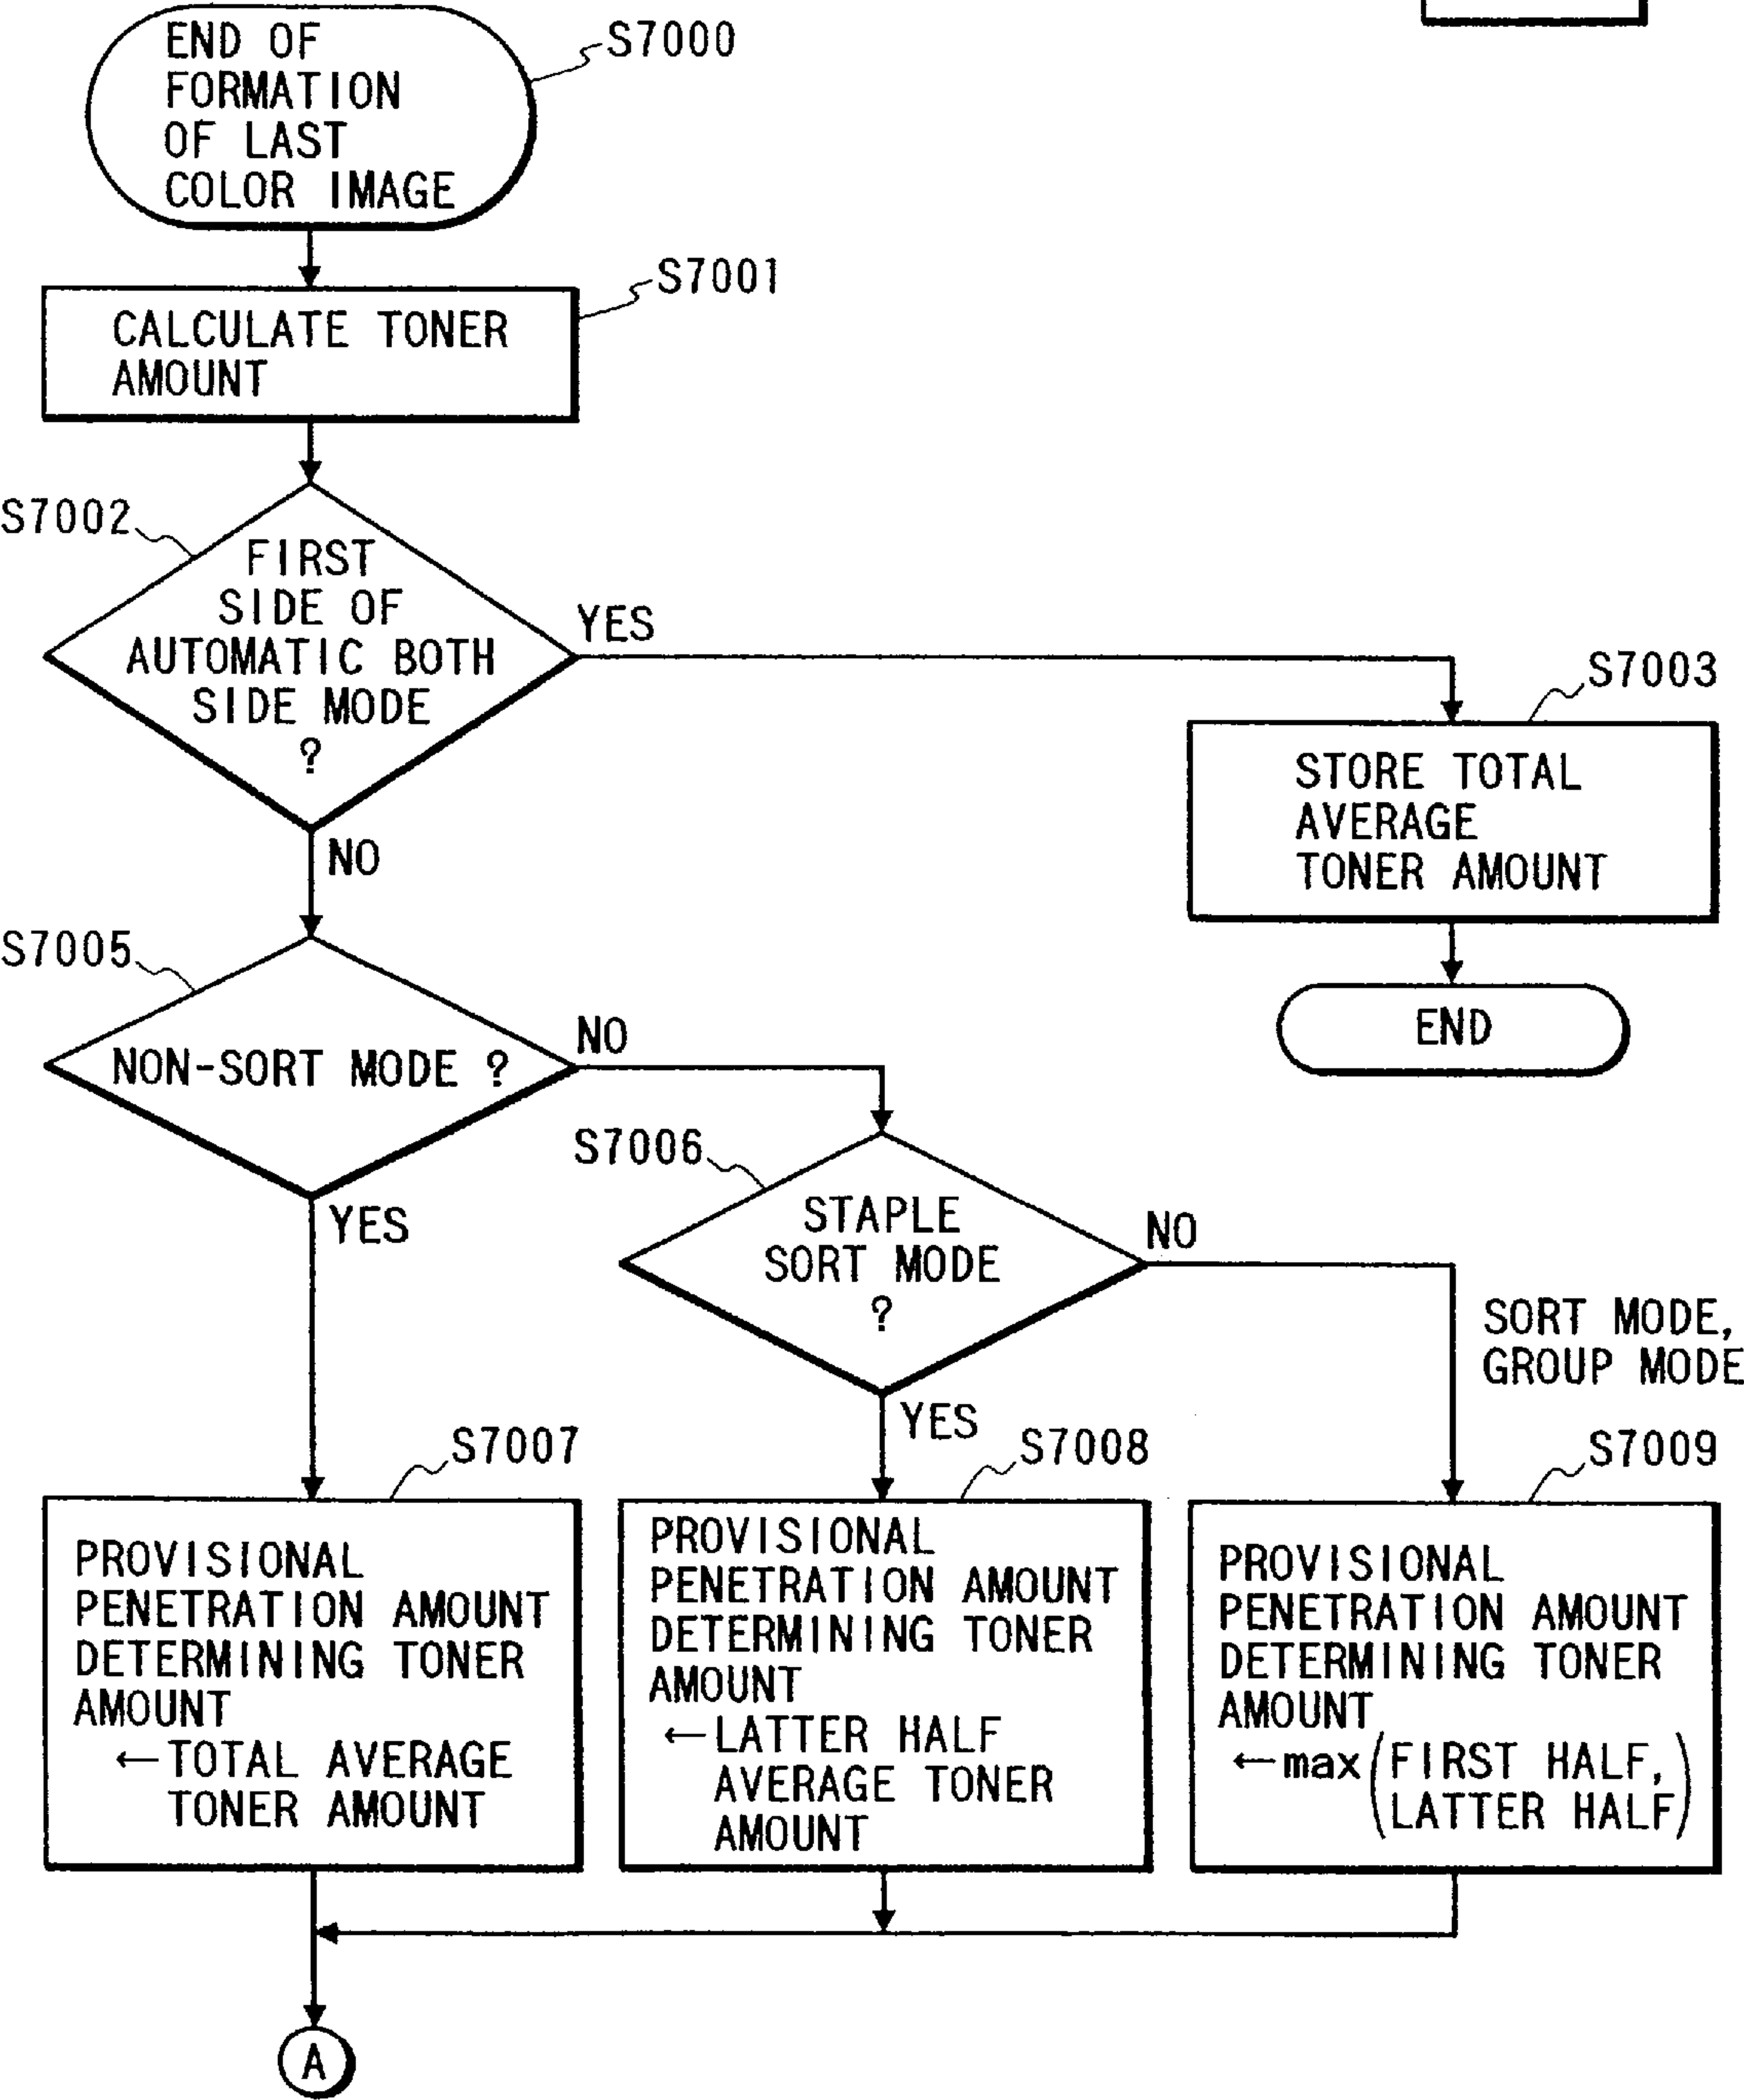 END OF
FORMATION
OF LAST
COLOR IMAGE
S7000
S7001
CALCULATE TONER
AMOUNT
S7002
FIRST
SIDE OF
AUTOMATIC BOTH
SIDE MODE
?
YES
NO
S7003
STORE TOTAL
AVERAGE
TONER AMOUNT
END
S7005
NON-SORT MODE ?
NO
YES
S7006
STAPLE
SORT MODE
?
NO
YES
SORT MODE,
GROUP MODE
S7007
PROVISIONAL
PENETRATION AMOUNT
DETERMINING TONER
AMOUNT
←TOTAL AVERAGE
TONER AMOUNT
S7008
PROVISIONAL
PENETRATION AMOUNT
DETERMINING TONER
AMOUNT
←LATTER HALF
AVERAGE TONER
AMOUNT
S7009
PROVISIONAL
PENETRATION AMOUNT
DETERMINING TONER
AMOUNT
←max(FIRST HALF,
LATTER HALF)
A